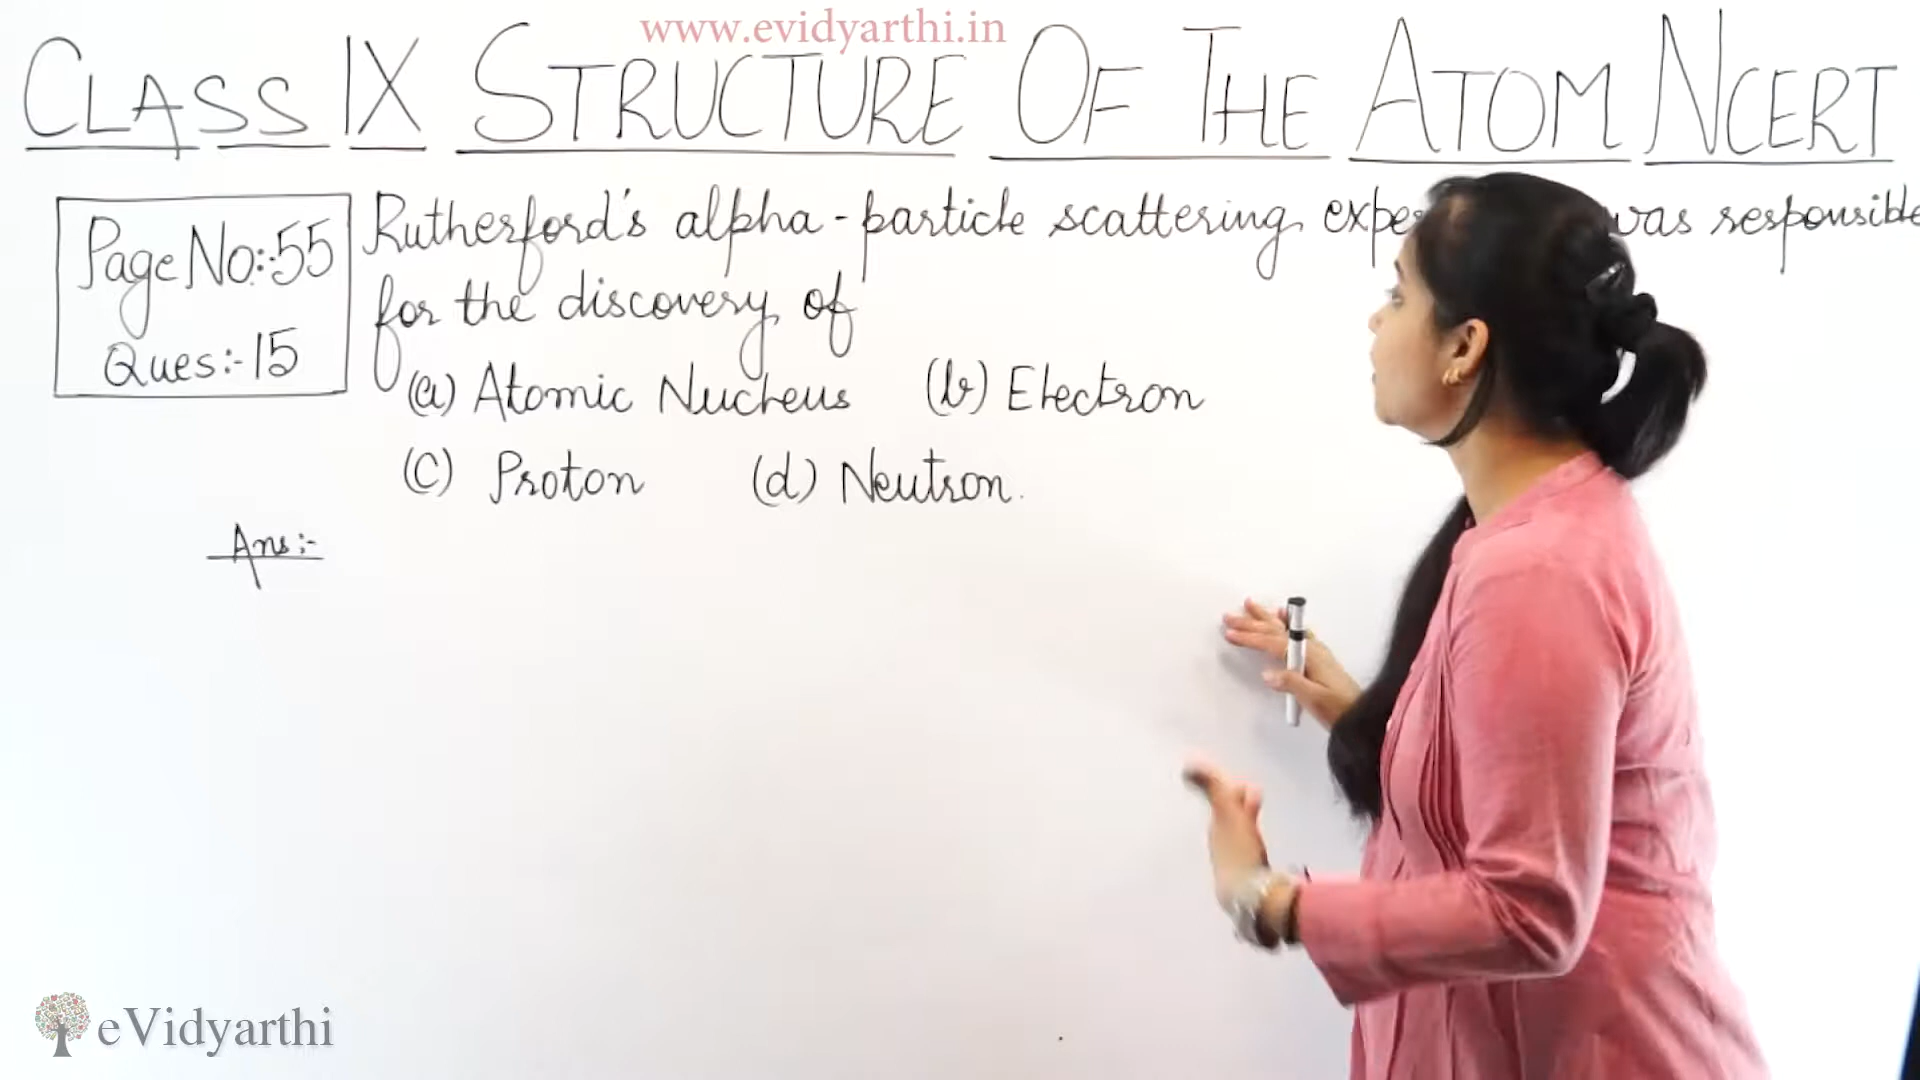 www.evidyarthi.in
CLASS IX STRUCTURE OF THE ATOM NCERT
Page No:-55
Ques:-15
Rutherford's alpha-particle scattering was responsible
for the discovery of
(a) Atomic Nucleus (b) Electron
(C) Proton (d) Neutron.
Ans:-
eVidyarthi